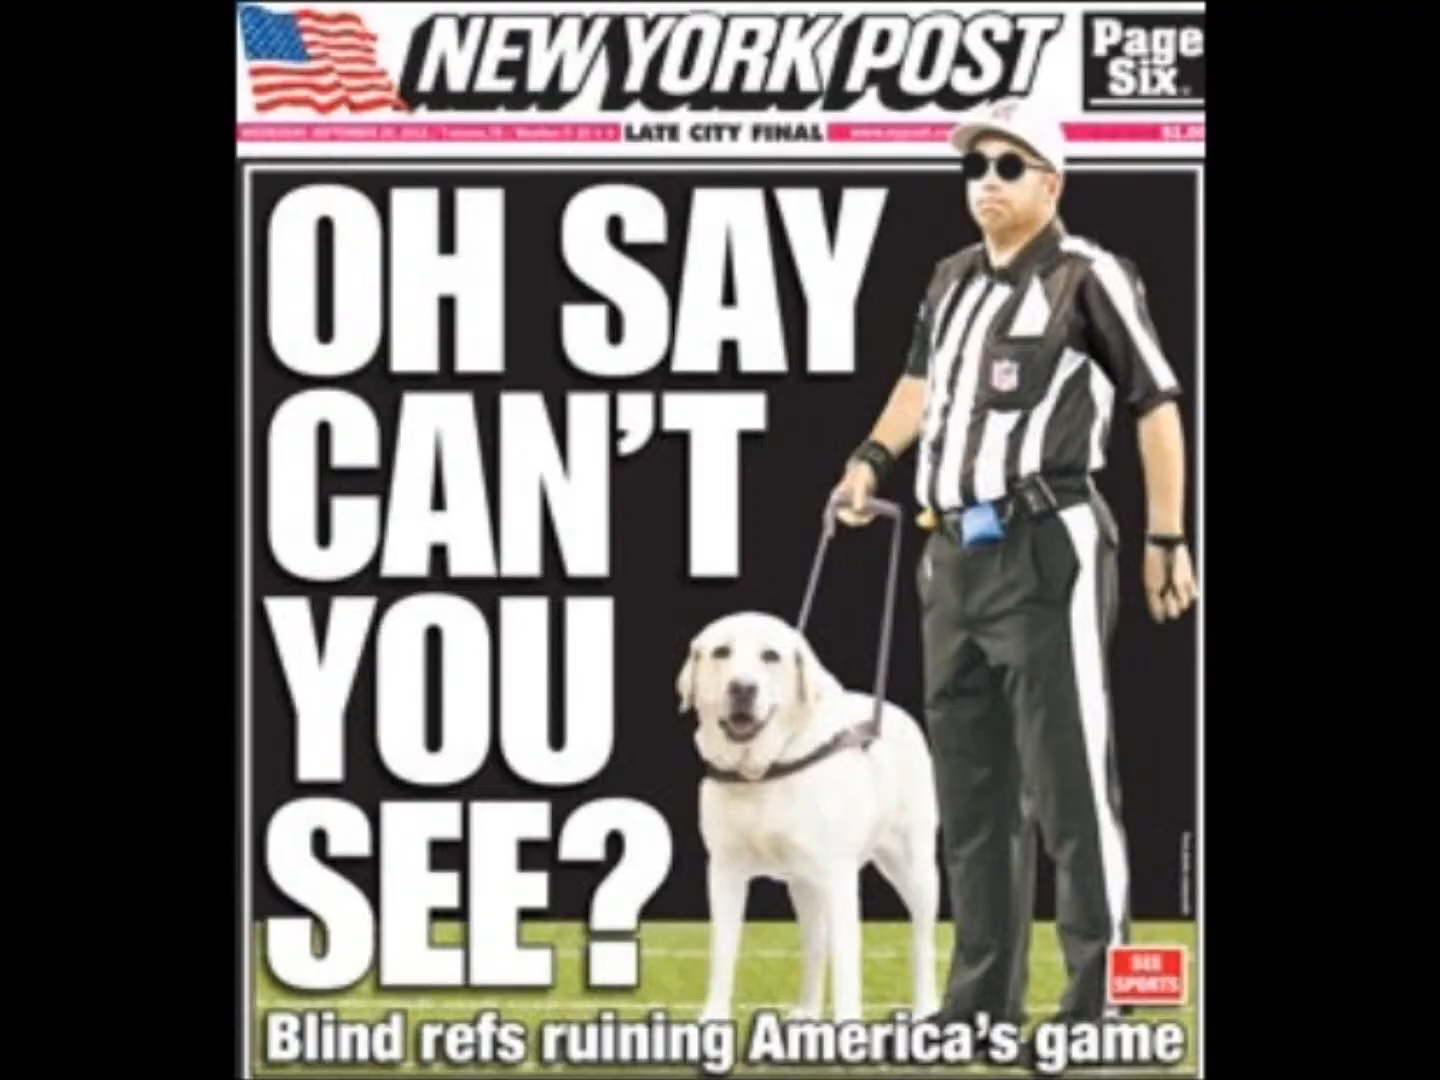 NEW YORK POST
Page
Six.
LATE CITY FINAL
OH SAY
CAN'T
YOU
SEE?
Blind refs ruining America's game
SEE
SPORTS
NFL